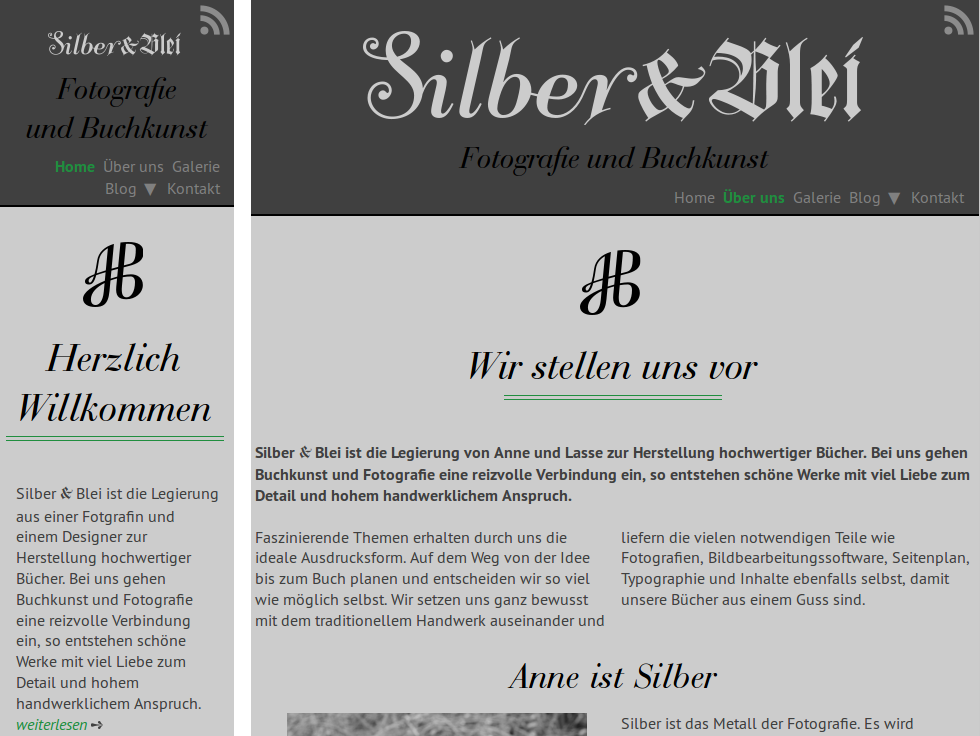 Silber&Blei
Fotografie
und Buchkunst
Home Über uns Galerie
Blog ▼ Kontakt
Herzlich
Willkommen
Silber & Blei ist die Legierung
aus einer Fotgrafin und
einem Designer zur
Herstellung hochwertiger
Bücher. Bei uns gehen
Buchkunst und Fotografie
eine reizvolle Verbindung
ein, so entstehen schöne
Werke mit viel Liebe zum
Detail und hohem
handwerklichem Anspruch.
weiterlesen ➺
Silber&Blei
Fotografie und Buchkunst
Home Über uns Galerie Blog ▼ Kontakt
Wir stellen uns vor
Silber & Blei ist die Legierung von Anne und Lasse zur Herstellung hochwertiger Bücher. Bei uns gehen
Buchkunst und Fotografie eine reizvolle Verbindung ein, so entstehen schöne Werke mit viel Liebe zum
Detail und hohem handwerklichem Anspruch.
Faszinierende Themen erhalten durch uns die
ideale Ausdrucksform. Auf dem Weg von der Idee
bis zum Buch planen und entscheiden wir so viel
wie möglich selbst. Wir setzen uns ganz bewusst
mit dem traditionellem Handwerk auseinander und
liefern die vielen notwendigen Teile wie
Fotografien, Bildbearbeitungssoftware, Seitenplan,
Typographie und Inhalte ebenfalls selbst, damit
unsere Bücher aus einem Guss sind.
Anne ist Silber
Silber ist das Metall der Fotografie. Es wird